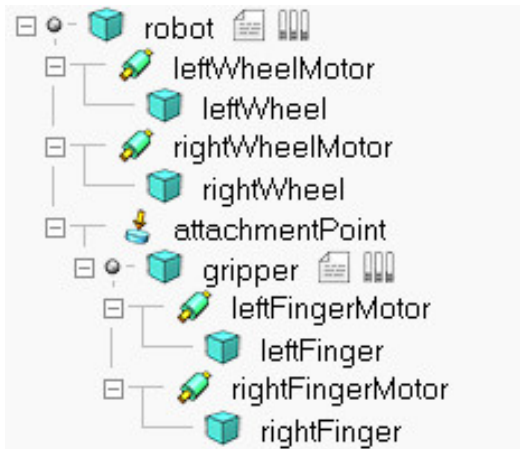 robot
leftWheelMotor
leftWheel
rightWheelMotor
rightWheel
attachmentPoint
gripper
leftFingerMotor
leftFinger
rightFingerMotor
rightFinger